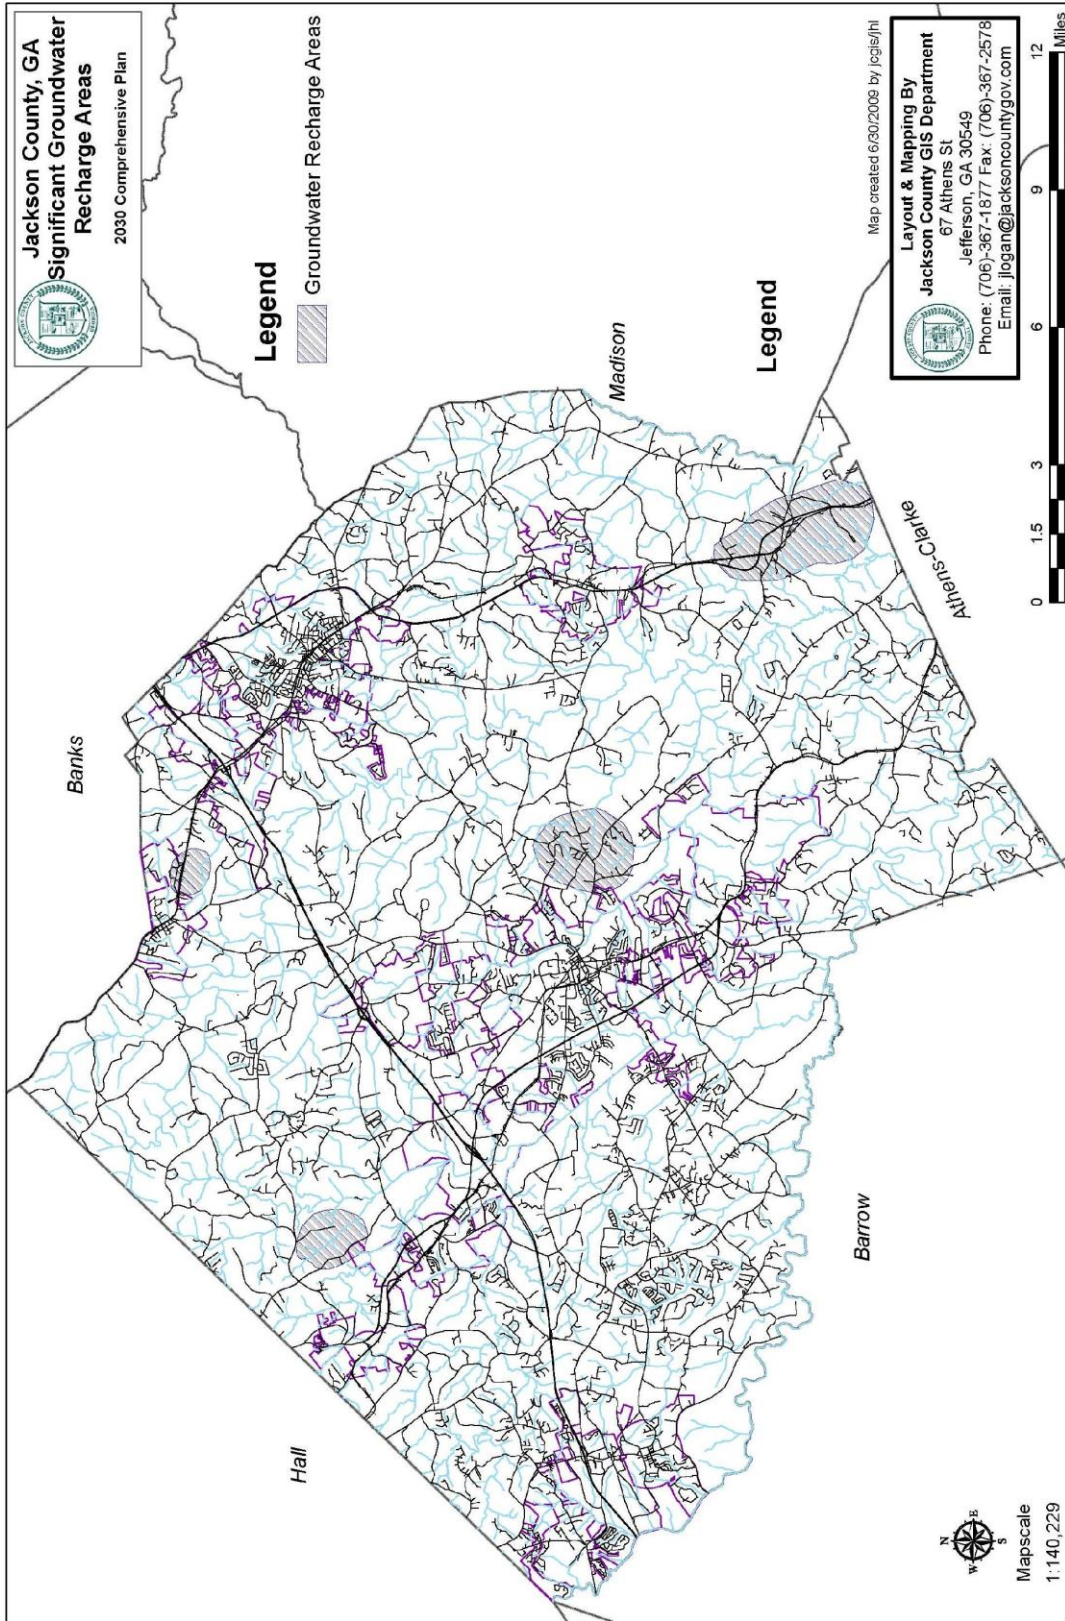 Jackson County, GA
Significant Groundwater
Recharge Areas
2030 Comprehensive Plan
Legend
Groundwater Recharge Areas
Banks
Madison
Hall
Barrow
Athens-Clarke
Legend
Map created 6/30/2009 by jcgis/jhl
Layout & Mapping By
Jackson County GIS Department
67 Athens St
Jefferson, GA 30549
Phone: (706)-367-1877 Fax: (706)-367-2578
Email: jlogan@jacksoncountygov.com
N
W
E
S
Mapscale
1:140,229
0 1.5 3 6 9 12
Miles